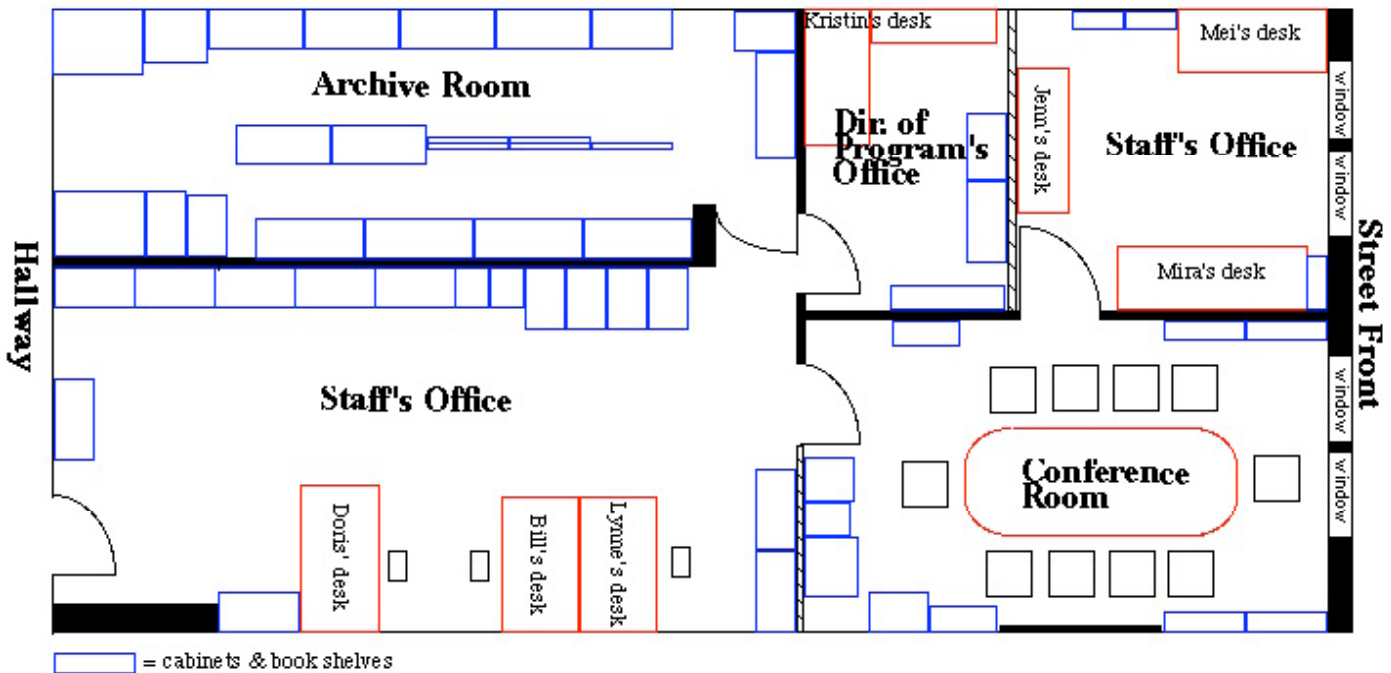 Kristin's desk
Mei's desk
Archive Room
window
Jenn's desk
Dir. of
Program's
Office
Staff's Office
window
Hallway
Street Front
Mira's desk
window
Staff's Office
Conference
Room
window
Doris' desk
Bill's desk
Lynne's desk
= cabinets & book shelves